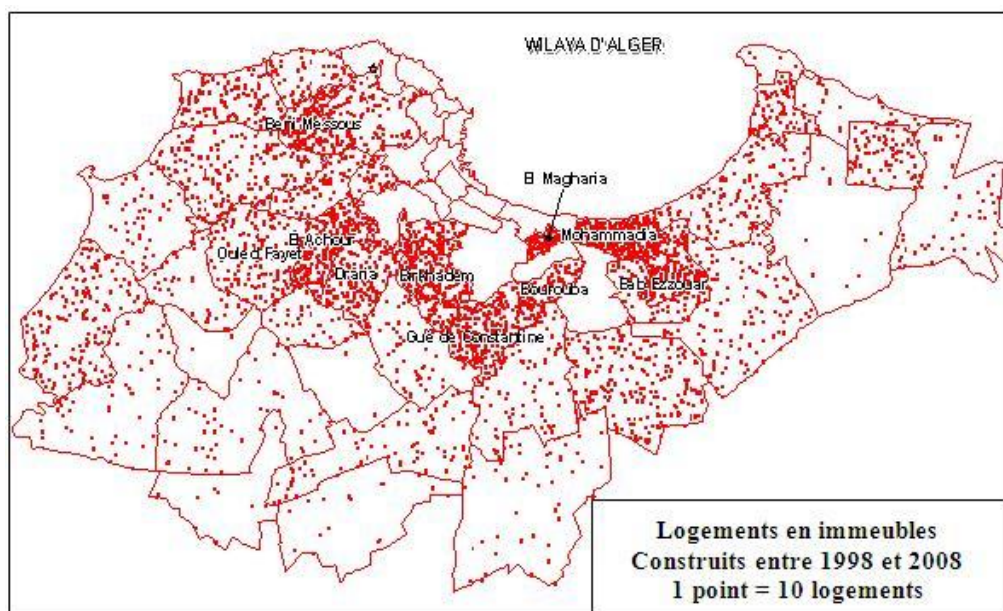 WILAYA D'ALGER
Beni Messous
El Magharia
Mohammadia
El Achour
Ouled Fayet
Draria
Birkhadem
Bourouba
Bab Ezzouar
Gué de Constantine
Logements en immeubles
Construits entre 1998 et 2008
1 point = 10 logements